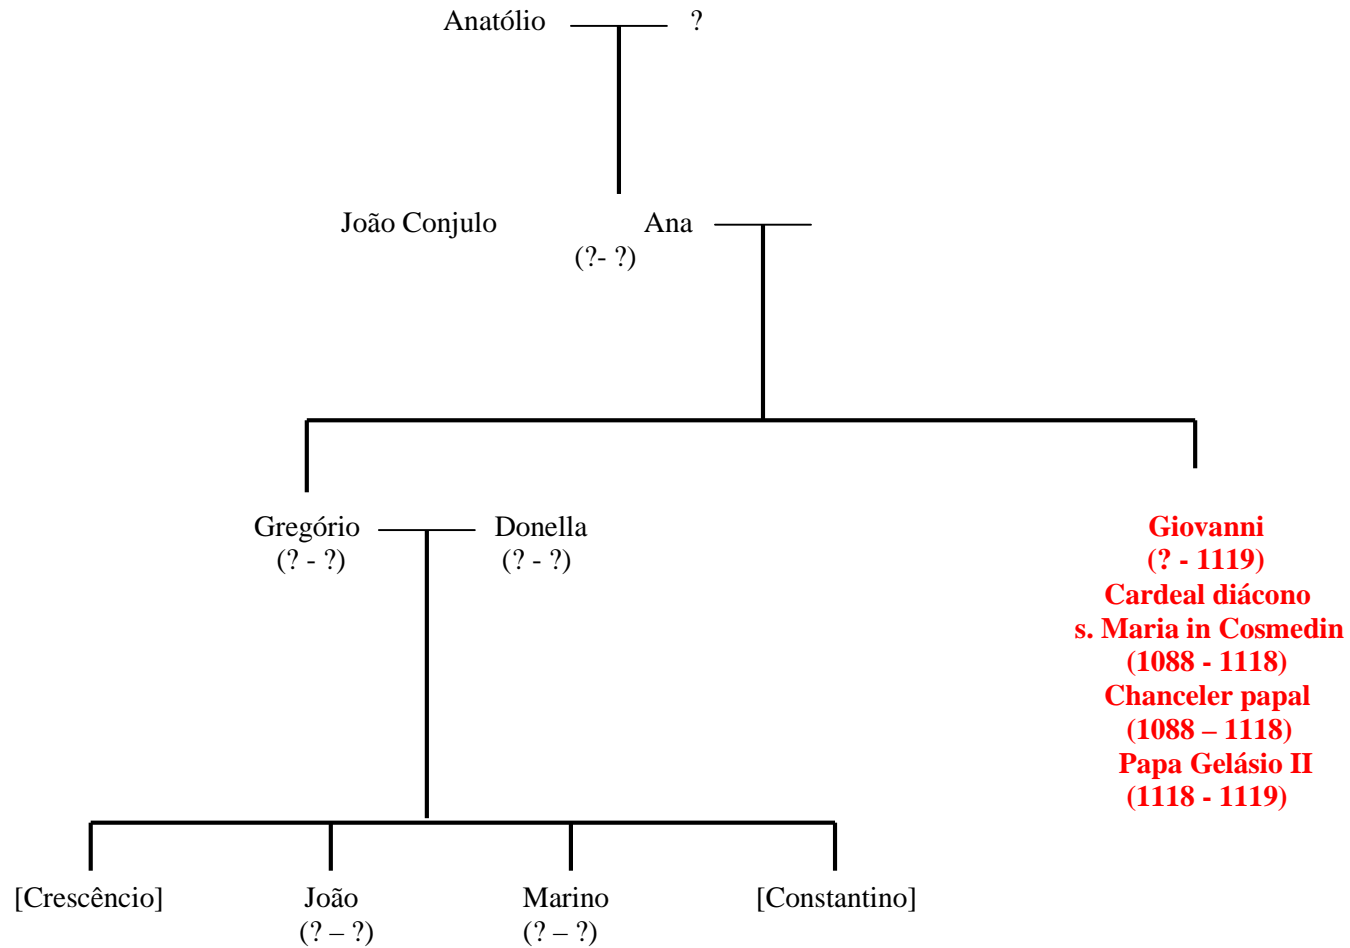 Anatólio ?
João Conjulo Ana
(?- ?)
Gregório Donella Giovanni
(? - ?) (? - ?) (? - 1119)
Cardeal diácono
s. Maria in Cosmedin
(1088 - 1118)
Chanceler papal
(1088 – 1118)
Papa Gelásio II
(1118 - 1119)
[Crescêncio] João Marino [Constantino]
(? – ?) (? – ?)